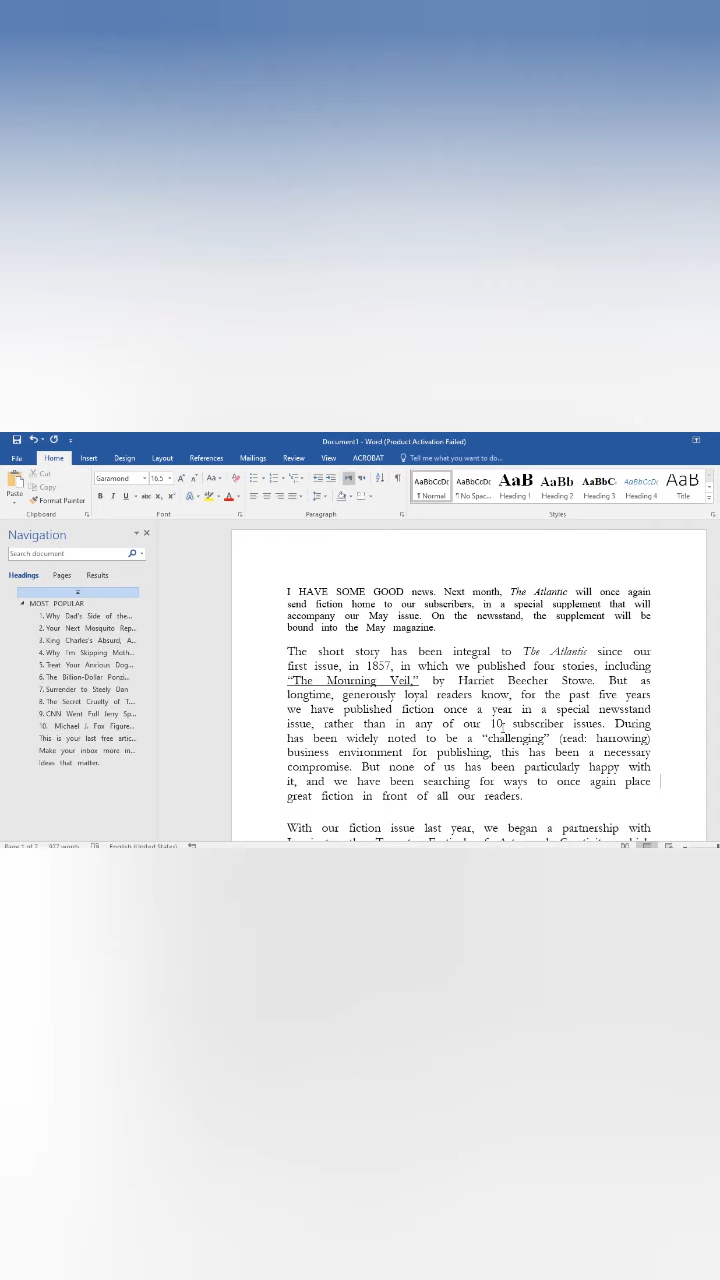 Document1 - Word (Product Activation Failed)
File Home Insert Design Layout References Mailings Review View ACROBAT Tell me what you want to do...
Paste
Cut
Copy
Format Painter
Garamond 16.5
B I U abc
AaBbCcDc AaBbCcDc AaB AaBb AaBbC AaBbCcDc AaB
¶ Normal ¶ No Spac... Heading 1 Heading 2 Heading 3 Heading 4 Title
Clipboard Font Paragraph Styles
Navigation
Search document
Headings Pages Results
MOST POPULAR
1. Why Dad's Side of the...
2. Your Next Mosquito Rep...
3. King Charles's Absurd, A...
4. Why I'm Skipping Moth...
5. Treat Your Anxious Dog...
6. The Billion-Dollar Ponzi...
7. Surrender to Steely Dan
8. The Secret Cruelty of T...
9. CNN Went Full Jerry Sp...
10. Michael J. Fox Figure...
This is your last free artic...
Make your inbox more in...
Ideas that matter.
I HAVE SOME GOOD news. Next month, The Atlantic will once again
send fiction home to our subscribers, in a special supplement that will
accompany our May issue. On the newsstand, the supplement will be
bound into the May magazine.
The short story has been integral to The Atlantic since our
first issue, in 1857, in which we published four stories, including
“The Mourning Veil,” by Harriet Beecher Stowe. But as
longtime, generously loyal readers know, for the past five years
we have published fiction once a year in a special newsstand
issue, rather than in any of our 10 subscriber issues. During
has been widely noted to be a “challenging” (read: harrowing)
business environment for publishing, this has been a necessary
compromise. But none of us has been particularly happy with
it, and we have been searching for ways to once again place
great fiction in front of all our readers.
With our fiction issue last year, we began a partnership with
Page 1 of 7 977 words English (United States)